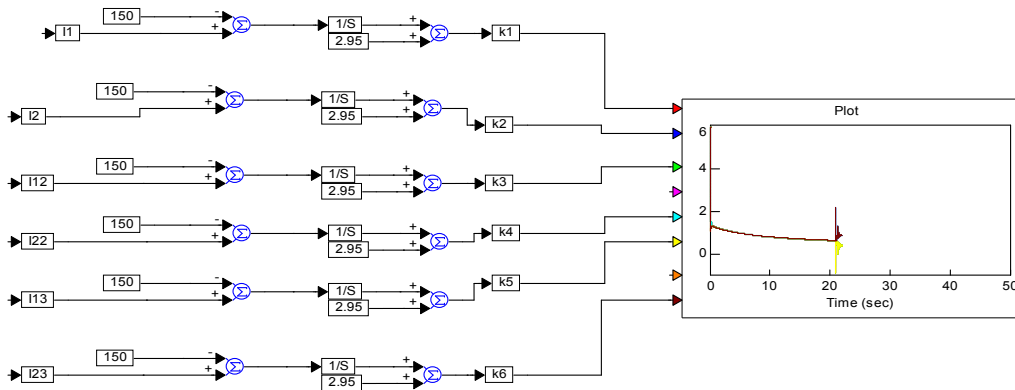 150 - + Σ 1/S 2.95 + + Σ k1
I1
150 - + Σ 1/S 2.95 + + Σ k2
I2
150 - + Σ 1/S 2.95 + + Σ k3
I12
150 - + Σ 1/S 2.95 + + Σ k4
I22
150 - + Σ 1/S 2.95 + + Σ k5
I13
150 - + Σ 1/S 2.95 + + Σ k6
I23
Plot
6
4
2
0
0 10 20 30 40 50
Time (sec)